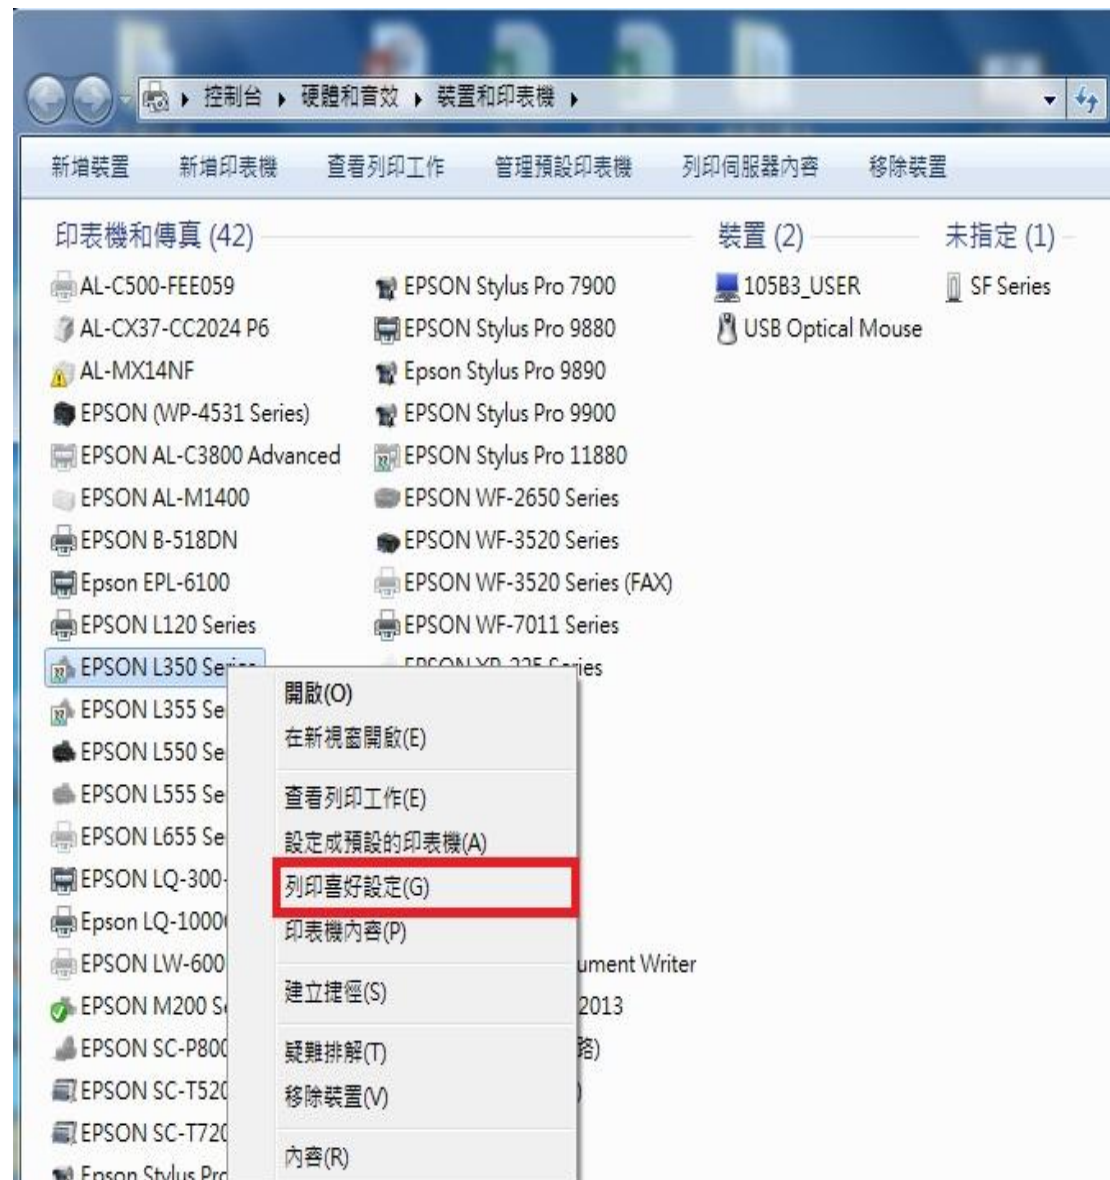 控制台 ▸ 硬體和音效 ▸ 裝置和印表機 ▸
新增裝置 新增印表機 查看列印工作 管理預設印表機 列印伺服器內容 移除裝置
印表機和傳真 (42)
AL-C500-FEE059
AL-CX37-CC2024 P6
AL-MX14NF
EPSON (WP-4531 Series)
EPSON AL-C3800 Advanced
EPSON AL-M1400
EPSON B-518DN
Epson EPL-6100
EPSON L120 Series
EPSON L350 Series
EPSON L355 Se
EPSON L550 Se
EPSON L555 Se
EPSON L655 Se
EPSON LQ-300
Epson LQ-1000
EPSON LW-600
EPSON M200 Se
EPSON SC-P800
EPSON SC-T520
EPSON SC-T720
Epson Stylus Pro
EPSON Stylus Pro 7900
EPSON Stylus Pro 9880
Epson Stylus Pro 9890
EPSON Stylus Pro 9900
EPSON Stylus Pro 11880
EPSON WF-2650 Series
EPSON WF-3520 Series
EPSON WF-3520 Series (FAX)
EPSON WF-7011 Series
EPSON XP-225 Series
ument Writer
2013
路)
)
裝置 (2)
105B3_USER
USB Optical Mouse
未指定 (1)
SF Series
開啟(O)
在新視窗開啟(E)
查看列印工作(E)
設定成預設的印表機(A)
列印喜好設定(G)
印表機內容(P)
建立捷徑(S)
疑難排解(T)
移除裝置(V)
內容(R)